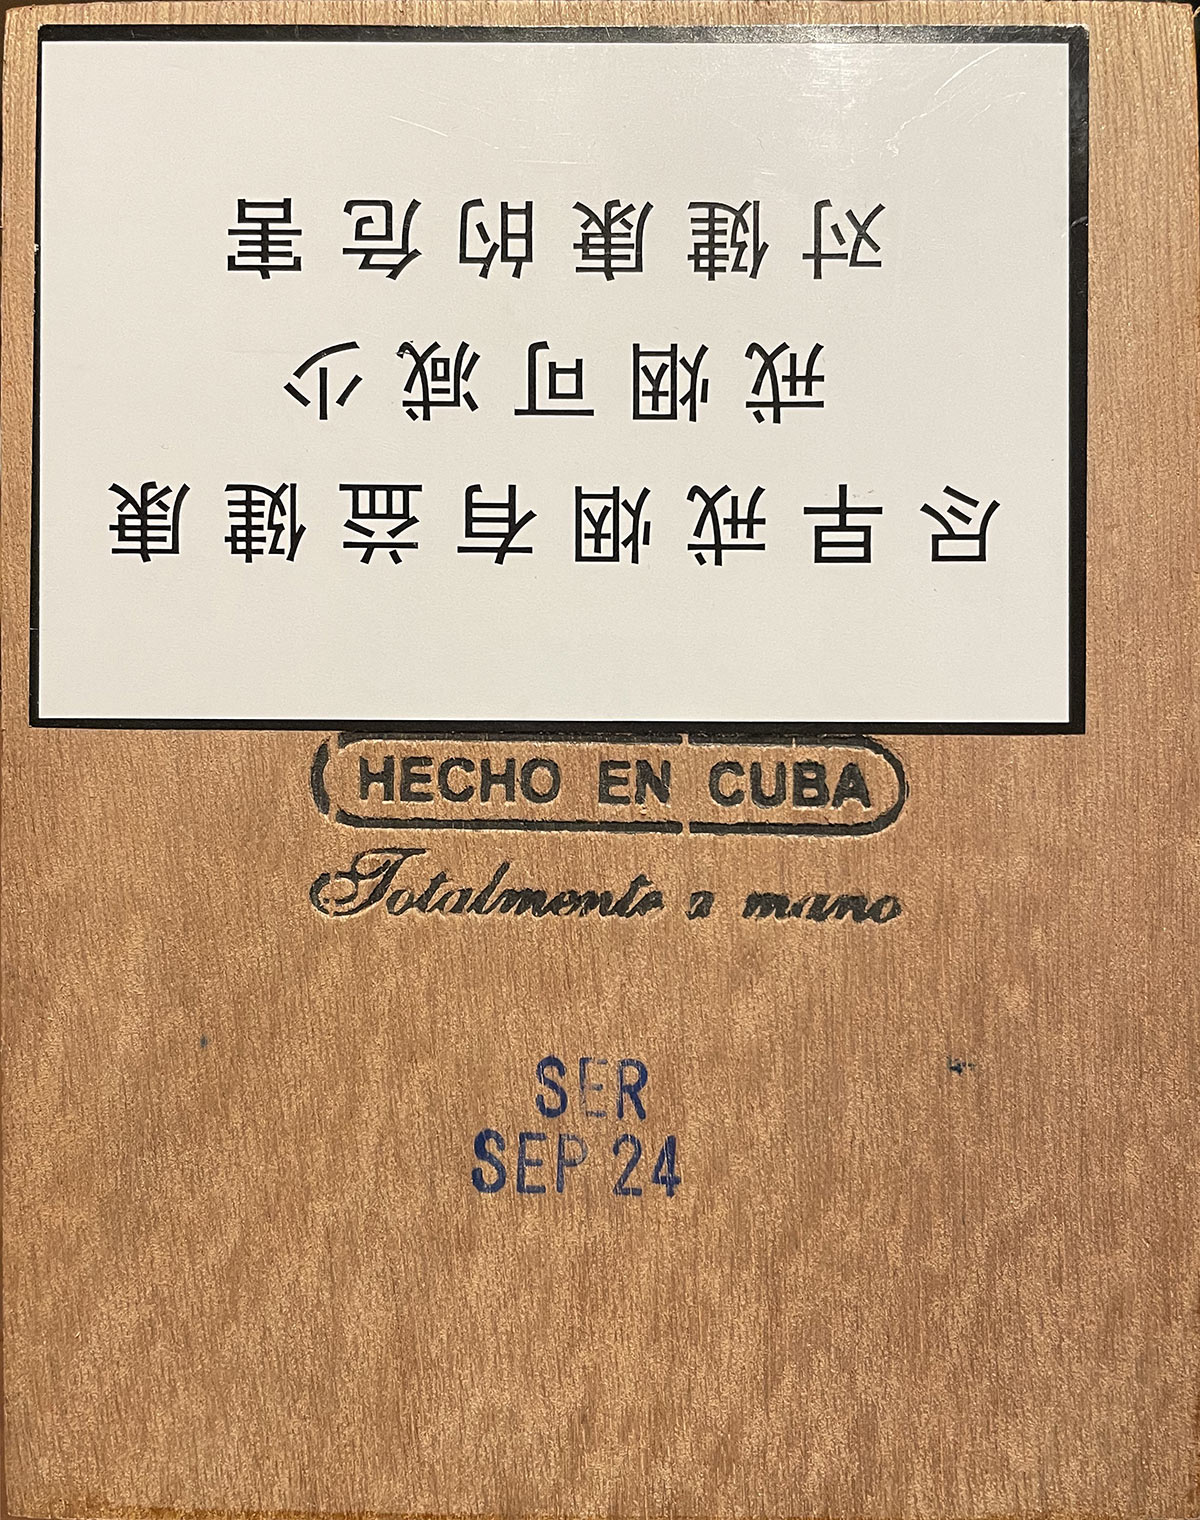 尽早戒烟有益健康
戒烟可减少
对健康的危害
HECHO EN CUBA
Totalmente a mano
SER
SEP 24